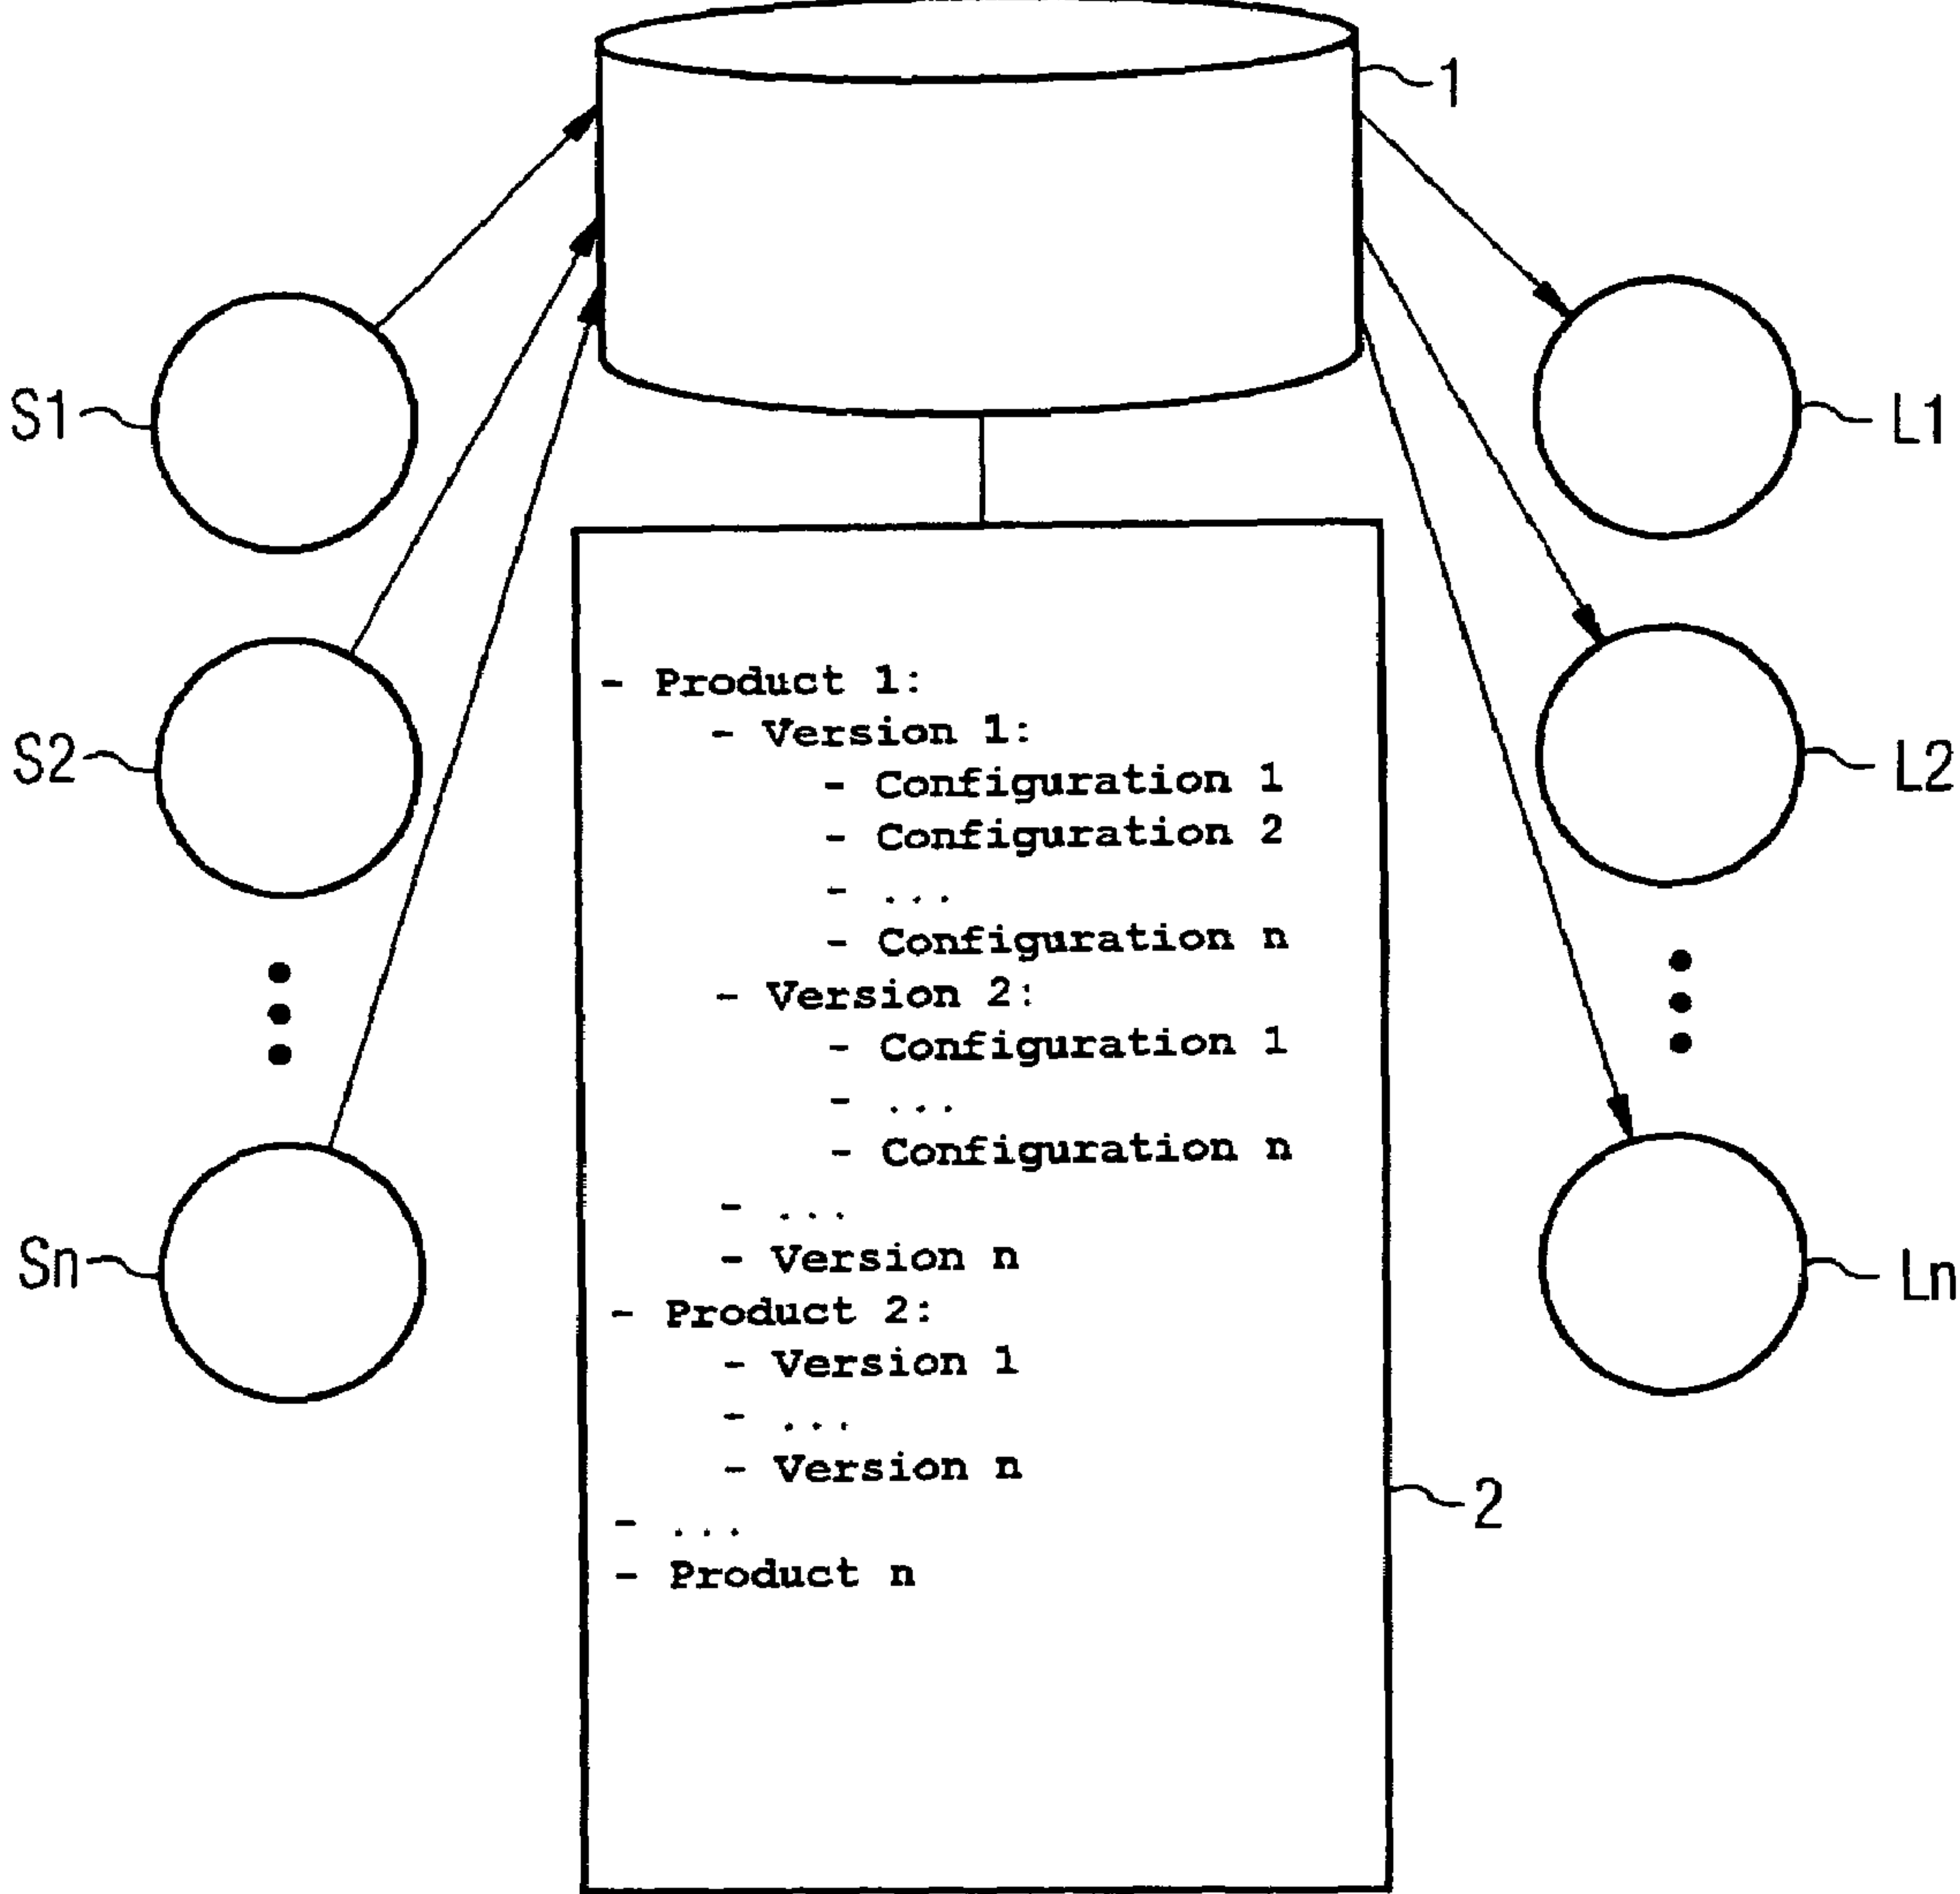 1
S1
L1
S2
L2
Sn
Ln
- Product 1:
- Version 1:
- Configuration 1
- Configuration 2
- ...
- Configuration n
- Version 2:
- Configuration 1
- ...
- Configuration n
- ...
- Version n
- Product 2:
- Version 1
- ...
- Version n
- ...
- Product n
2